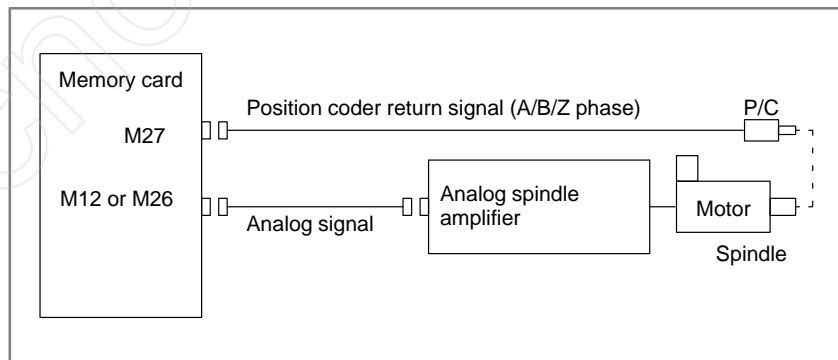 Memory card
Position coder return signal (A/B/Z phase)
P/C
M27
M12 or M26
Analog signal
Analog spindle
amplifier
Motor
Spindle